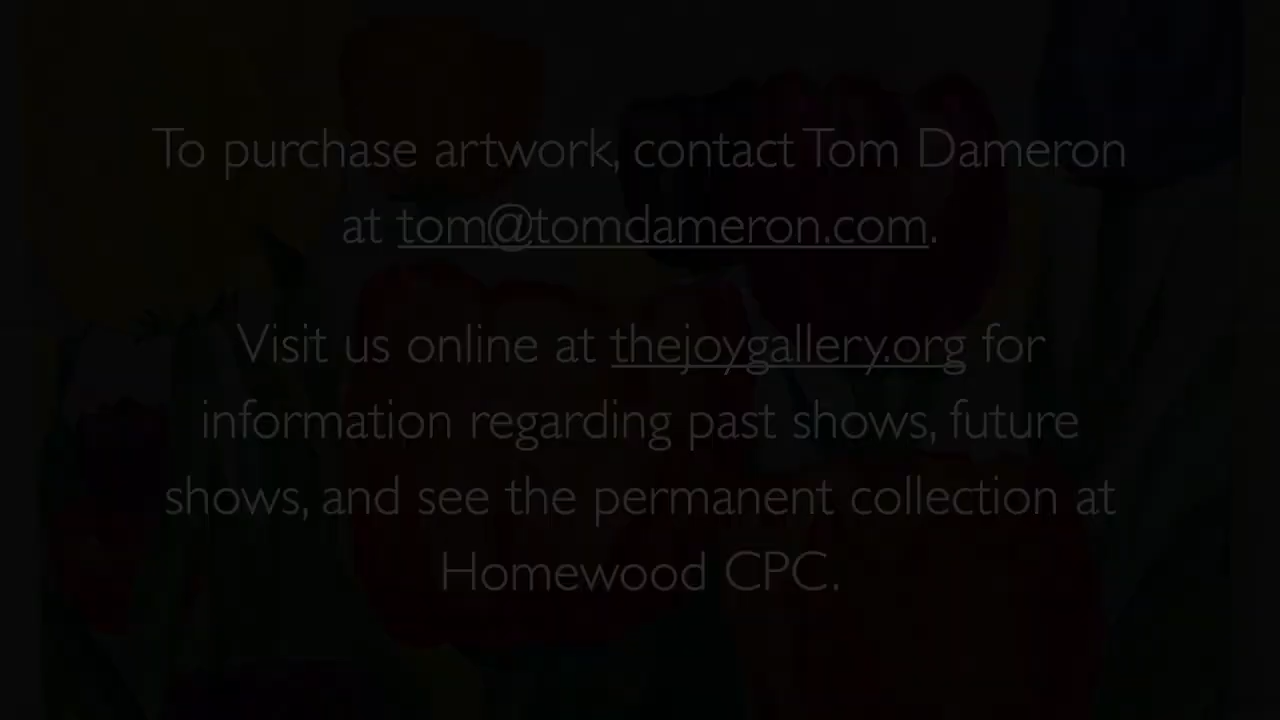 To purchase artwork, contact Tom Dameron
at tom@tomdameron.com.
Visit us online at thejoygallery.org for
information regarding past shows, future
shows, and see the permanent collection at
Homewood CPC.